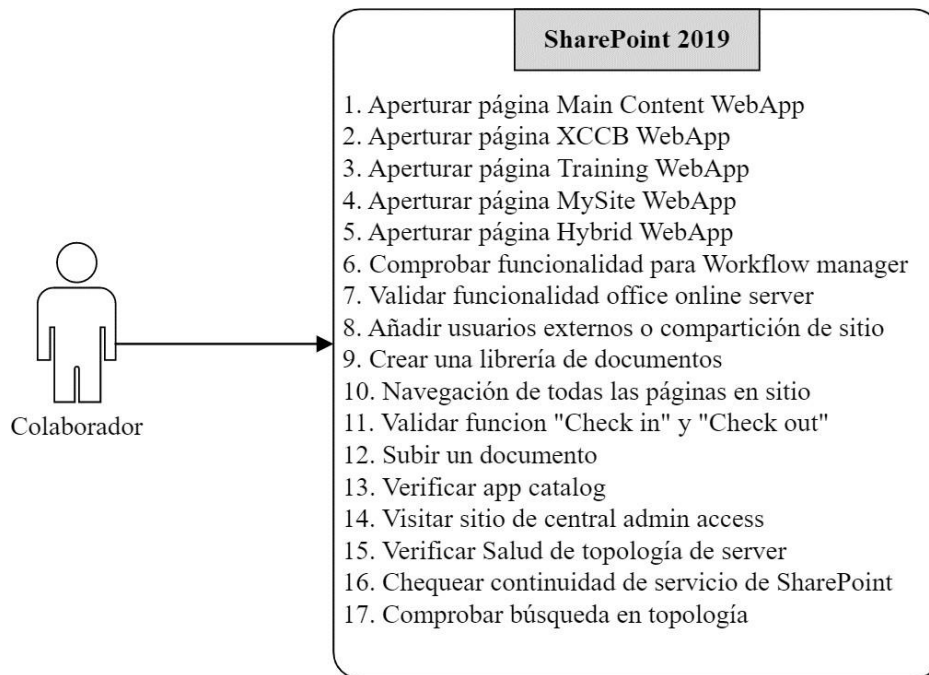 SharePoint 2019
1. Aperturar página Main Content WebApp
2. Aperturar página XCCB WebApp
3. Aperturar página Training WebApp
4. Aperturar página MySite WebApp
5. Aperturar página Hybrid WebApp
6. Comprobar funcionalidad para Workflow manager
7. Validar funcionalidad office online server
8. Añadir usuarios externos o compartición de sitio
9. Crear una librería de documentos
10. Navegación de todas las páginas en sitio
11. Validar funcion "Check in" y "Check out"
12. Subir un documento
13. Verificar app catalog
14. Visitar sitio de central admin access
15. Verificar Salud de topología de server
16. Chequear continuidad de servicio de SharePoint
17. Comprobar búsqueda en topología
Colaborador